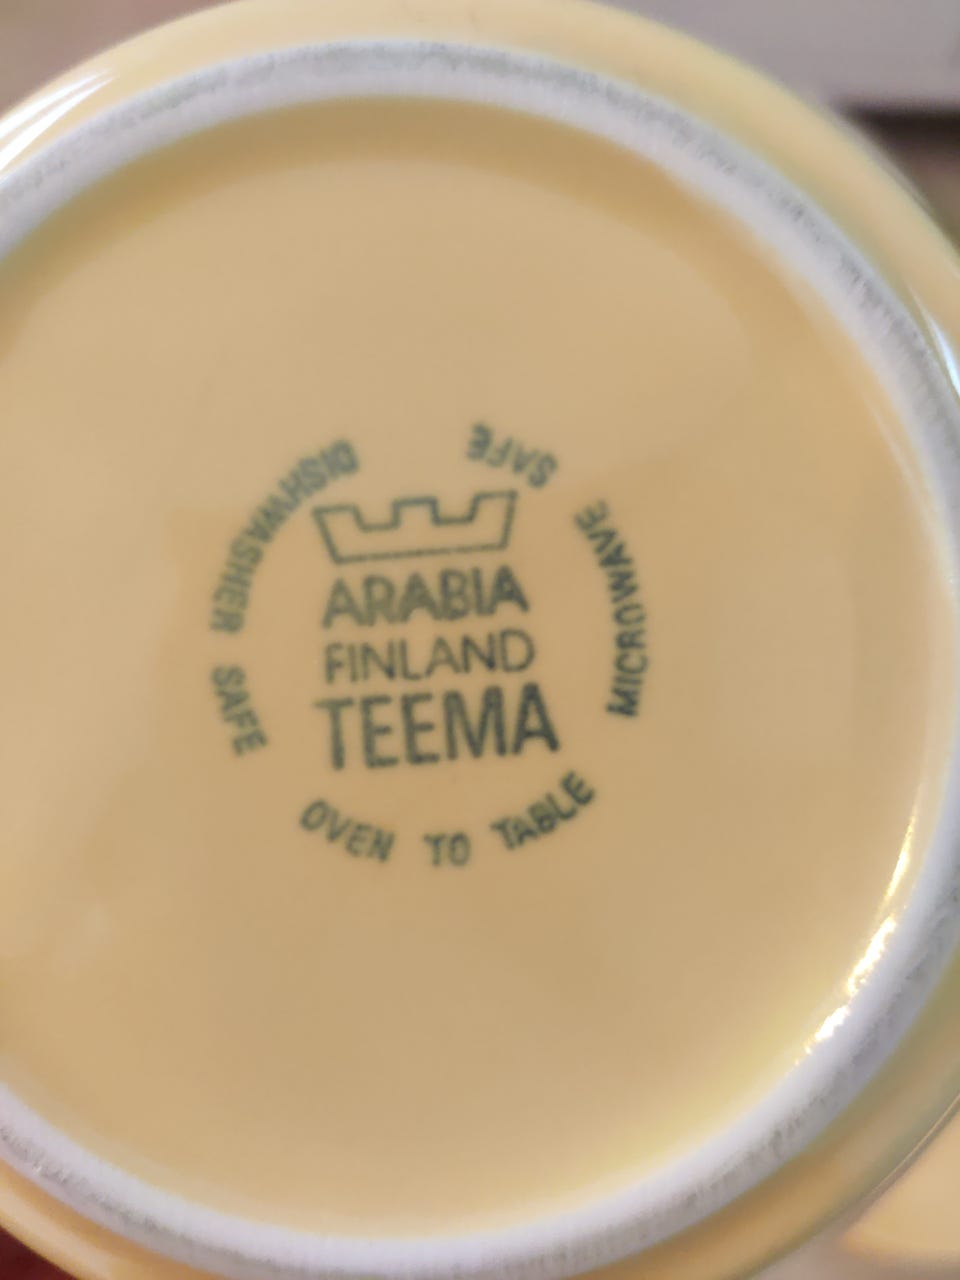 ARABIA
FINLAND
TEEMA
OVEN TO TABLE
MICROWAVE SAFE
DISHWASHER SAFE